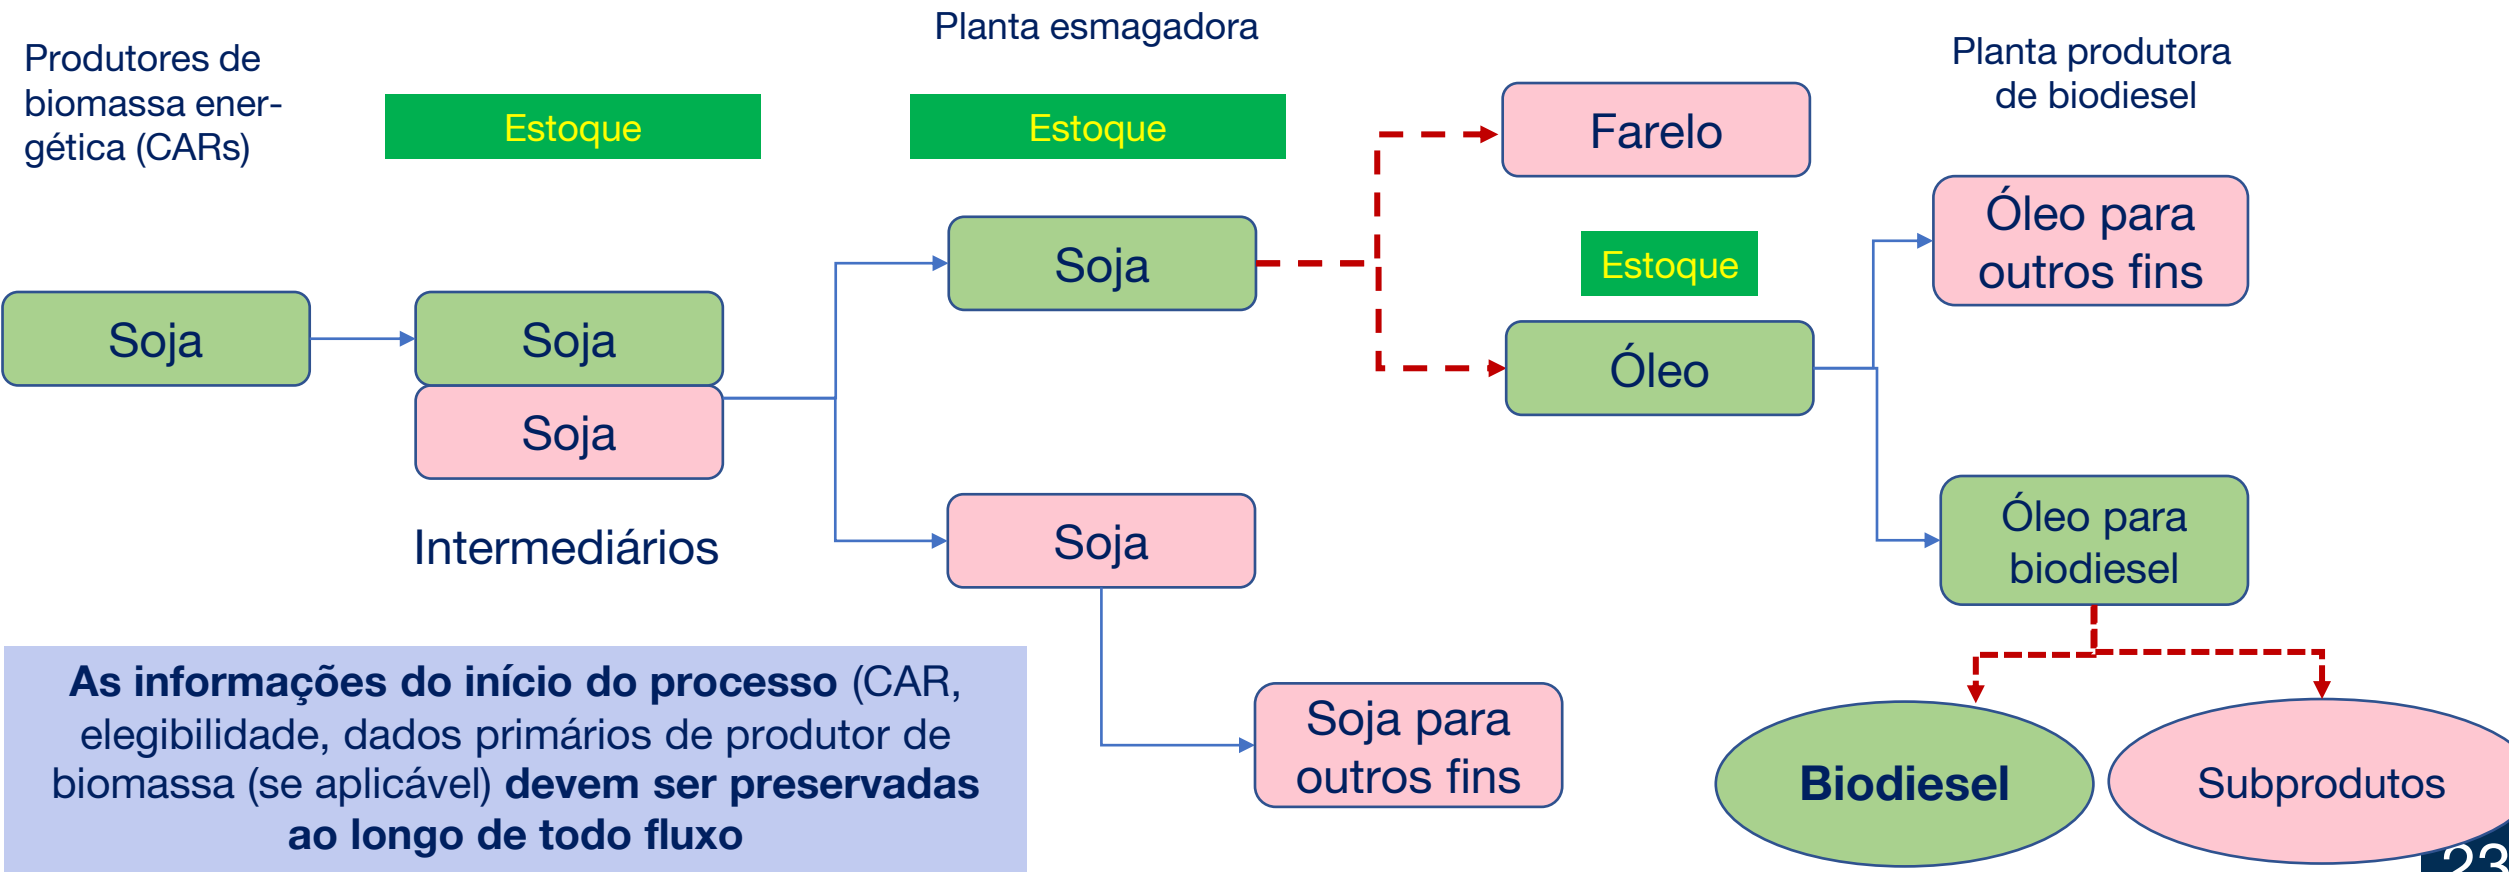 Planta esmagadora
Produtores de
biomassa ener-
gética (CARs)
Planta produtora
de biodiesel
Estoque
Estoque
Farelo
Óleo para
outros fins
Soja
Estoque
Soja
Soja
Óleo
Soja
Intermediários
Soja
Óleo para
biodiesel
As informações do início do processo (CAR,
elegibilidade, dados primários de produtor de
biomassa (se aplicável) devem ser preservadas
ao longo de todo fluxo
Soja para
outros fins
Biodiesel
Subprodutos
23